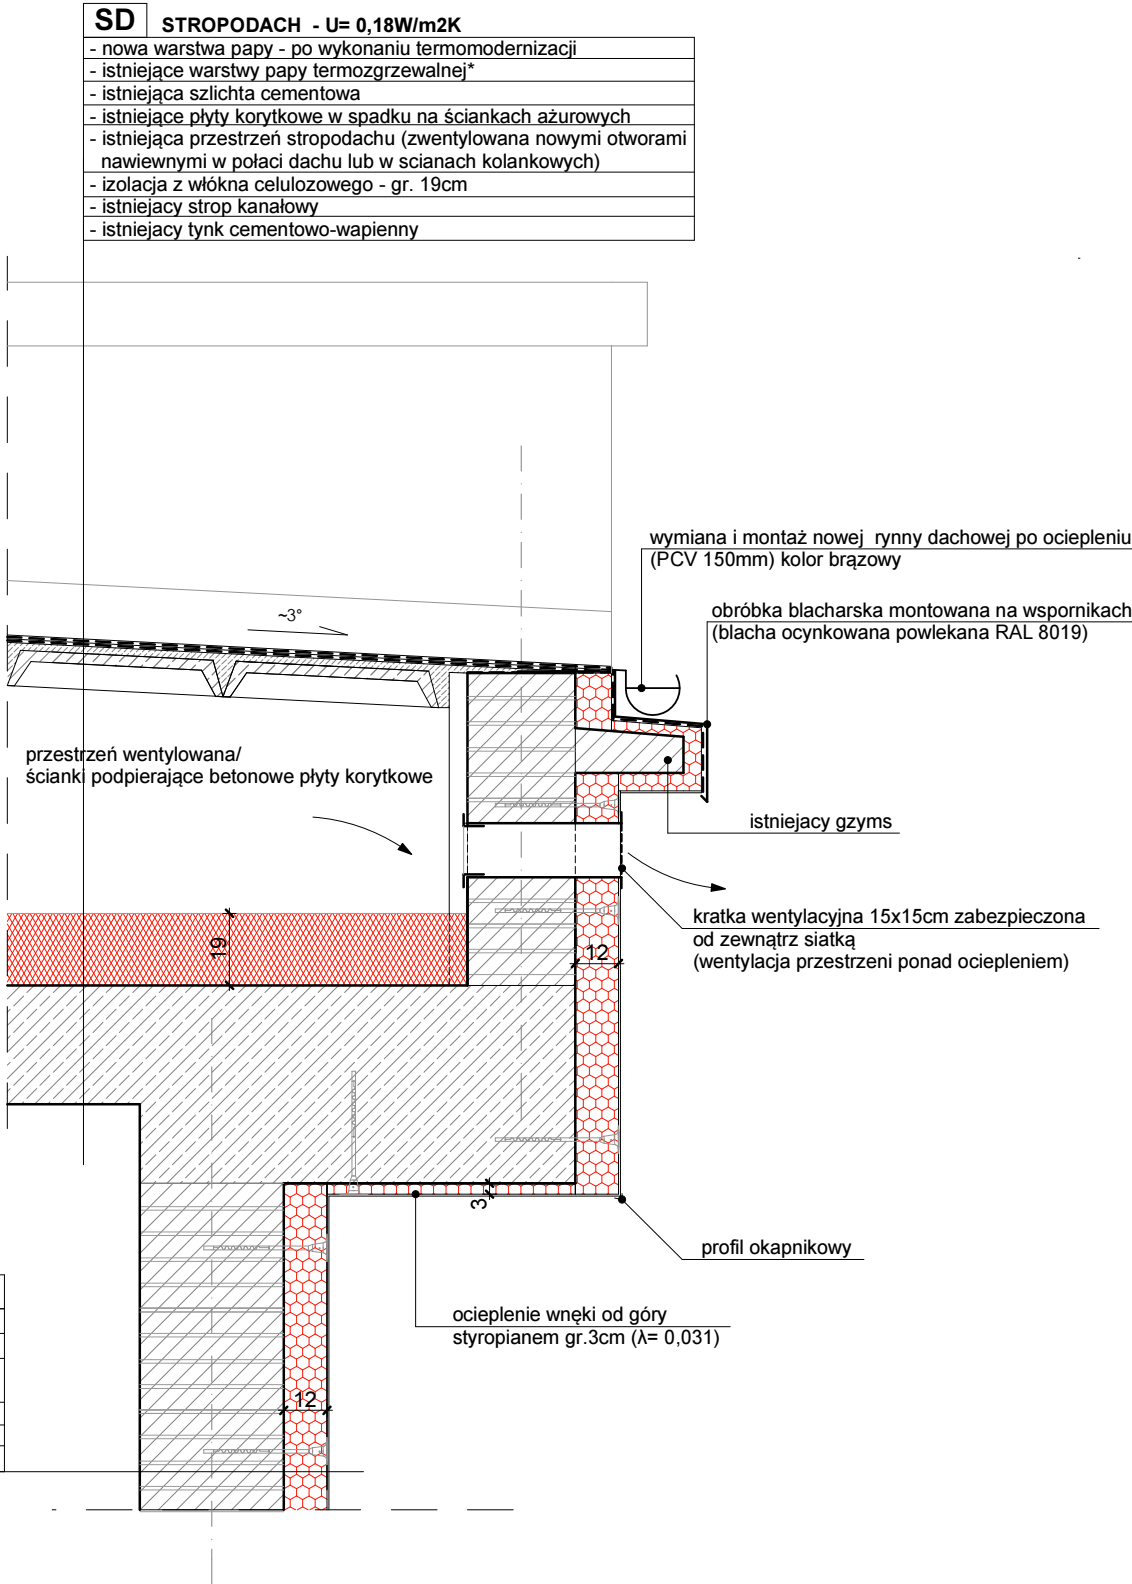 SD STROPODACH - U= 0,18W/m2K
- nowa warstwa papy - po wykonaniu termomodernizacji
- istniejące warstwy papy termozgrzewalnej*
- istniejąca szlichta cementowa
- istniejące płyty korytkowe w spadku na ściankach ażurowych
- istniejąca przestrzeń stropodachu (zwentylowana nowymi otworami
nawiewnymi w połaci dachu lub w scianach kolankowych)
- izolacja z włókna celulozowego - gr. 19cm
- istniejacy strop kanałowy
- istniejacy tynk cementowo-wapienny
wymiana i montaż nowej rynny dachowej po ociepleniu
(PCV 150mm) kolor brązowy
~3°
obróbka blacharska montowana na wspornikach
(blacha ocynkowana powlekana RAL 8019)
przestrzeń wentylowana/
ścianki podpierające betonowe płyty korytkowe
istniejacy gzyms
kratka wentylacyjna 15x15cm zabezpieczona
od zewnątrz siatką
(wentylacja przestrzeni ponad ociepleniem)
19
12
3
profil okapnikowy
ocieplenie wnęki od góry
styropianem gr.3cm (λ= 0,031)
12